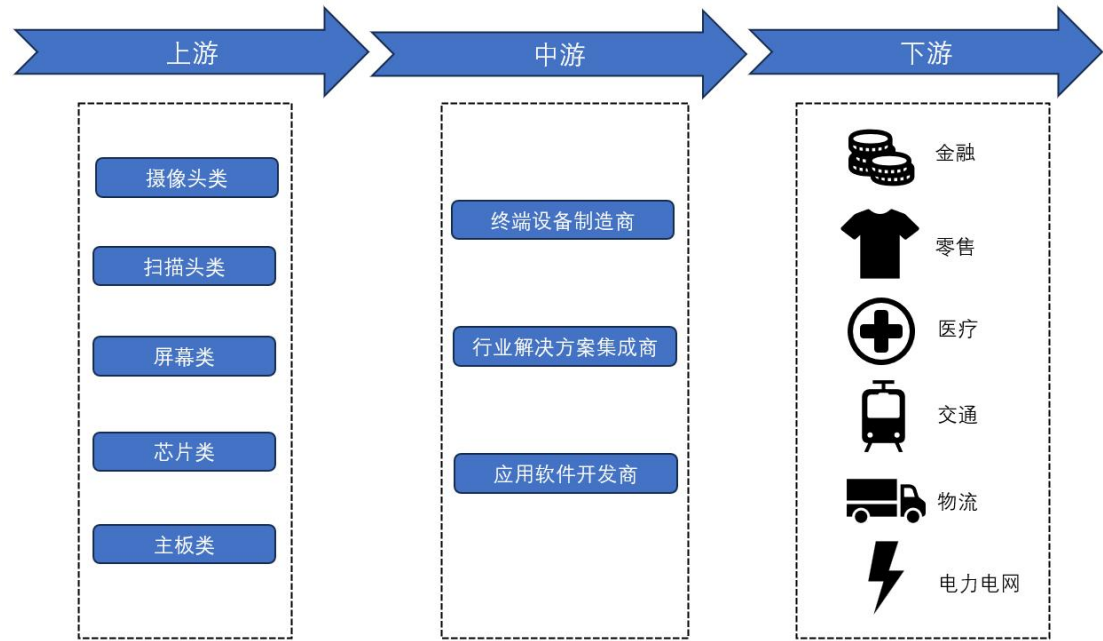 上游
中游
下游
摄像头类
扫描头类
屏幕类
芯片类
主板类
终端设备制造商
行业解决方案集成商
应用软件开发商
金融
零售
医疗
交通
物流
电力电网